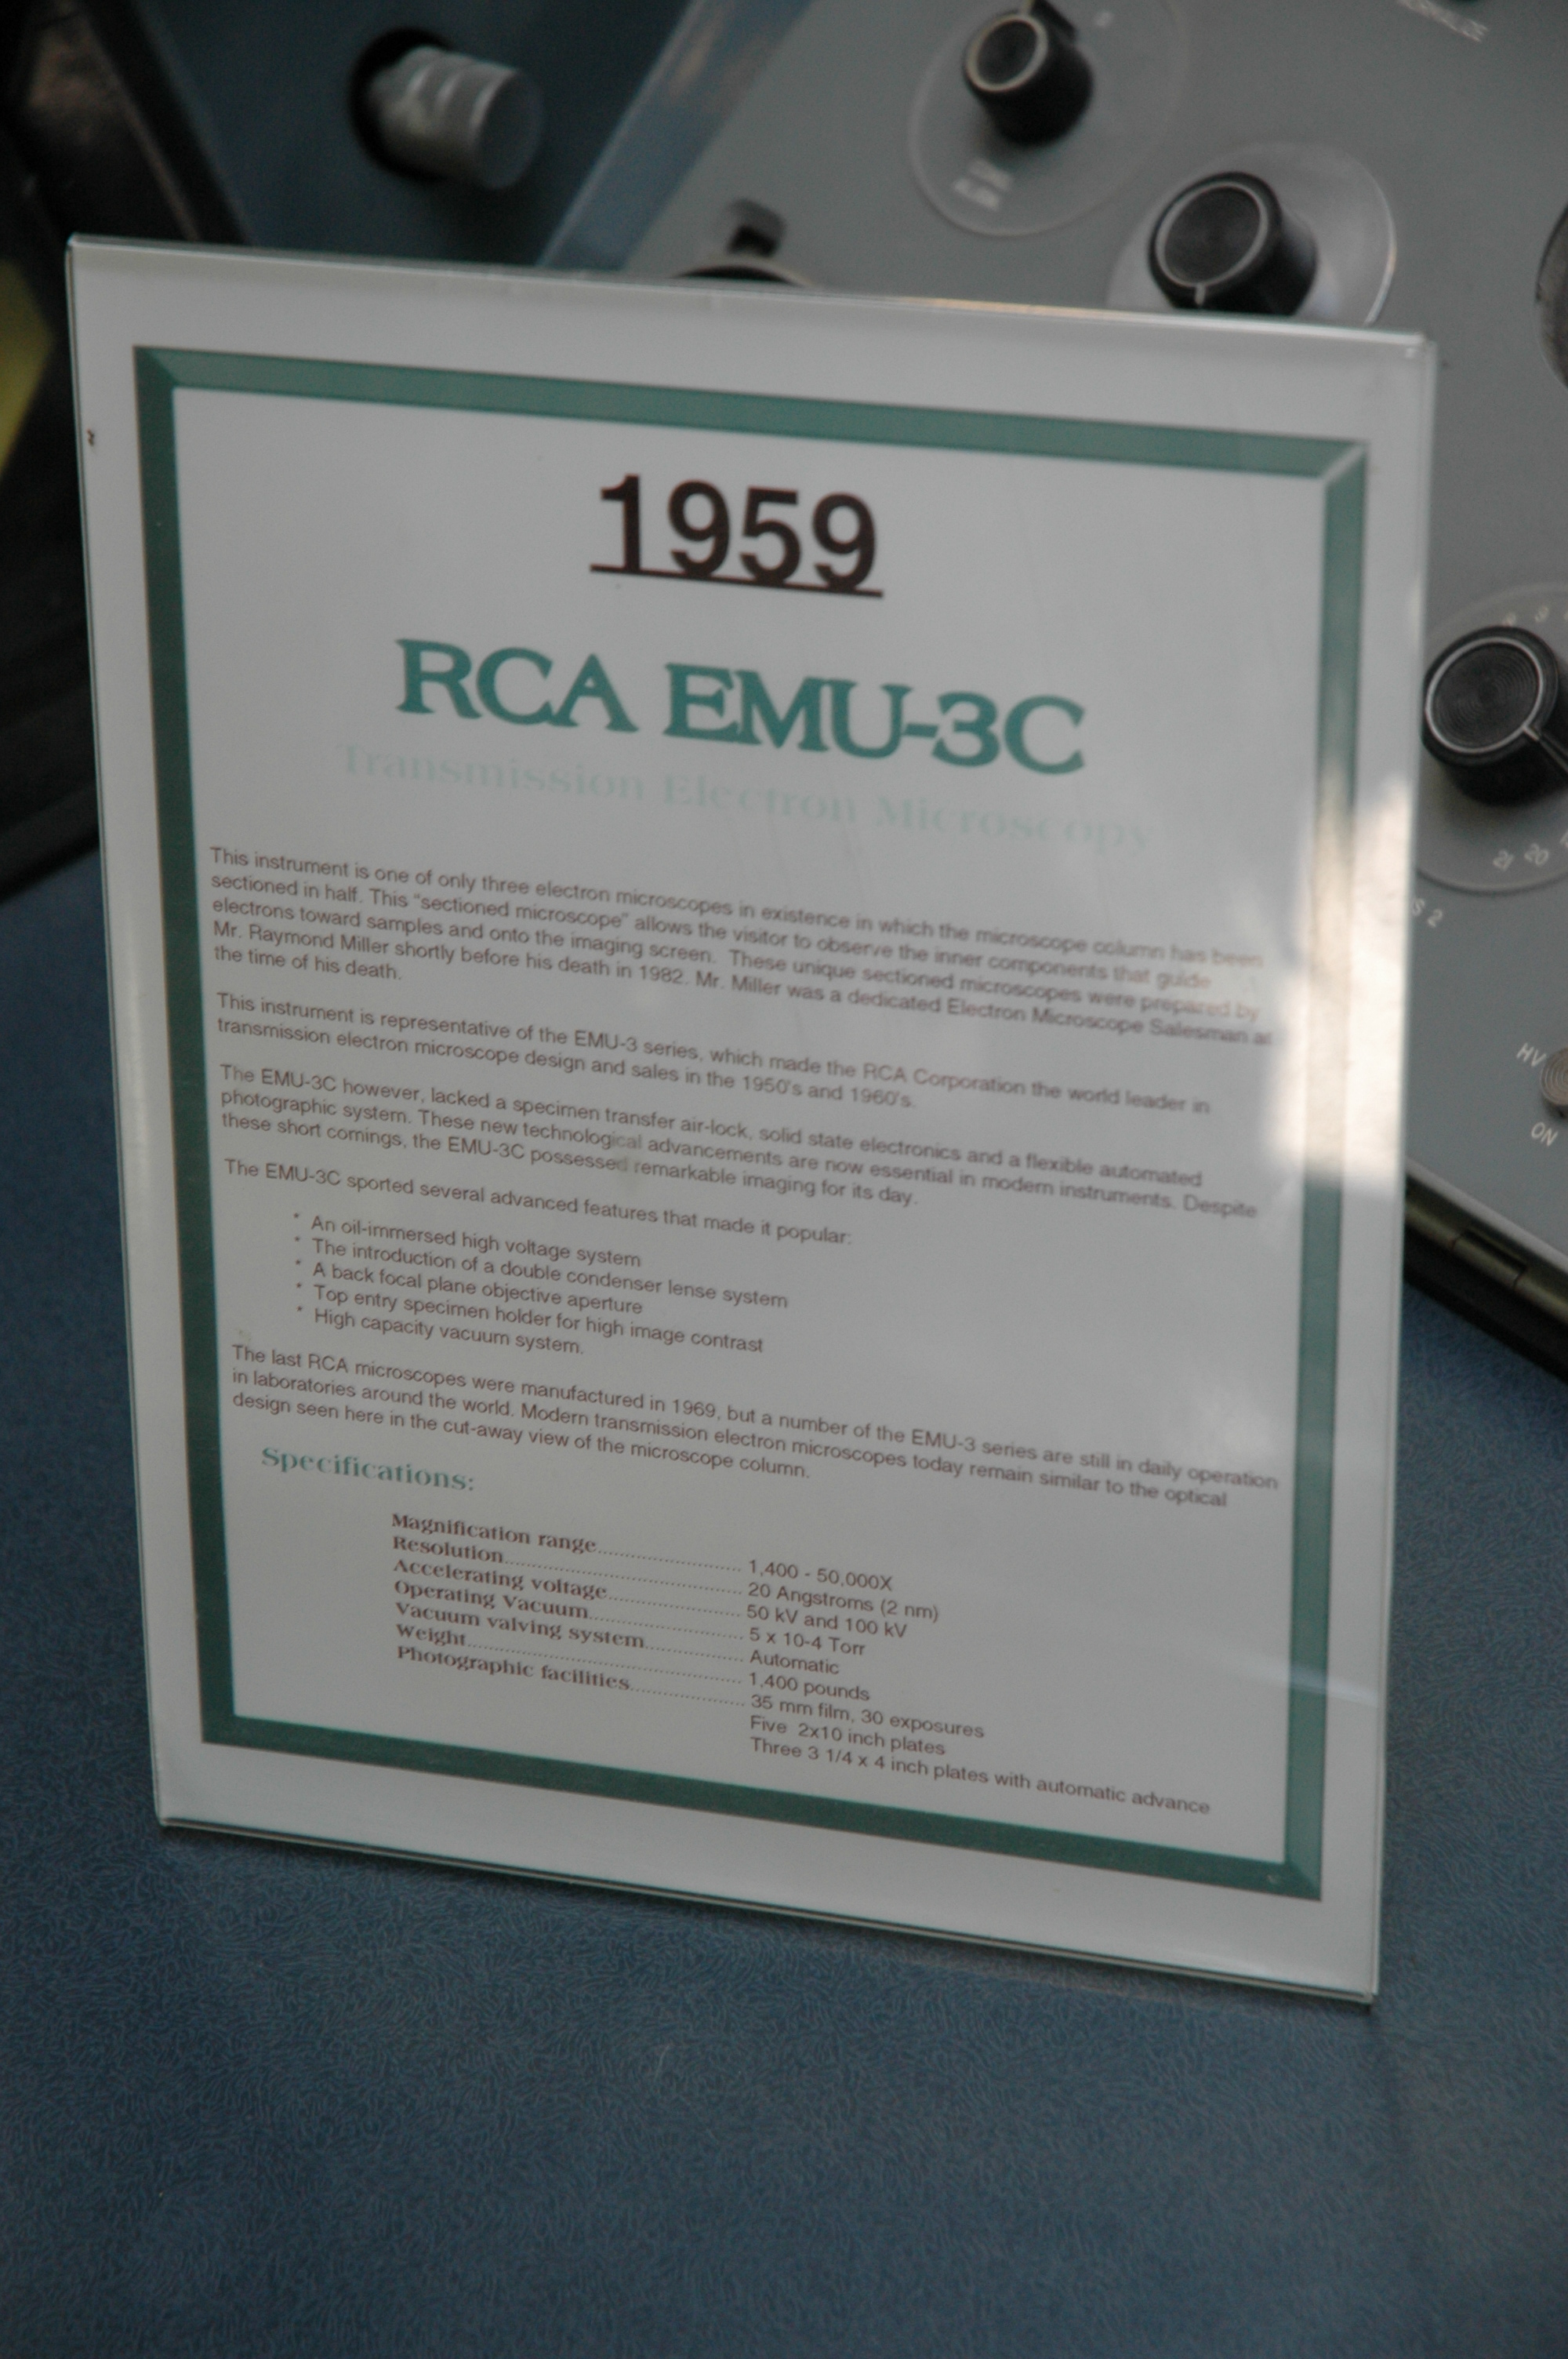 1959
RCA EMU-3C
Transmission Electron Microscopy
This instrument is one of only three electron microscopes in existence in which the microscope column has been
sectioned in half. This "sectioned microscope" allows the visitor to observe the inner components that guide
electrons toward samples and onto the imaging screen. These unique sectioned microscopes were prepared by
Mr. Raymond Miller shortly before his death in 1982. Mr. Miller was a dedicated Electron Microscope Salesman at
the time of his death.
This instrument is representative of the EMU-3 series, which made the RCA Corporation the world leader in
transmission electron microscope design and sales in the 1950's and 1960's.
The EMU-3C however, lacked a specimen transfer air-lock, solid state electronics and a flexible automated
photographic system. These new technological advancements are now essential in modern instruments. Despite
these short comings, the EMU-3C possessed remarkable imaging for its day.
The EMU-3C sported several advanced features that made it popular:
* An oil-immersed high voltage system
* The introduction of a double condenser lense system
* A back focal plane objective aperture
* Top entry specimen holder for high image contrast
* High capacity vacuum system.
The last RCA microscopes were manufactured in 1969, but a number of the EMU-3 series are still in daily operation
in laboratories around the world. Modern transmission electron microscopes today remain similar to the optical
design seen here in the cut-away view of the microscope column.
Specifications:
Magnification range........................ 1,400 - 50,000X
Resolution........................................ 20 Angstroms (2 nm)
Accelerating voltage...................... 50 kV and 100 kV
Operating Vacuum......................... 5 x 10-4 Torr
Vacuum valving system................ Automatic
Weight.............................................. 1,400 pounds
Photographic facilities................... 35 mm film, 30 exposures
Five 2x10 inch plates
Three 3 1/4 x 4 inch plates with automatic advance
21 20
S 2
HV
ON